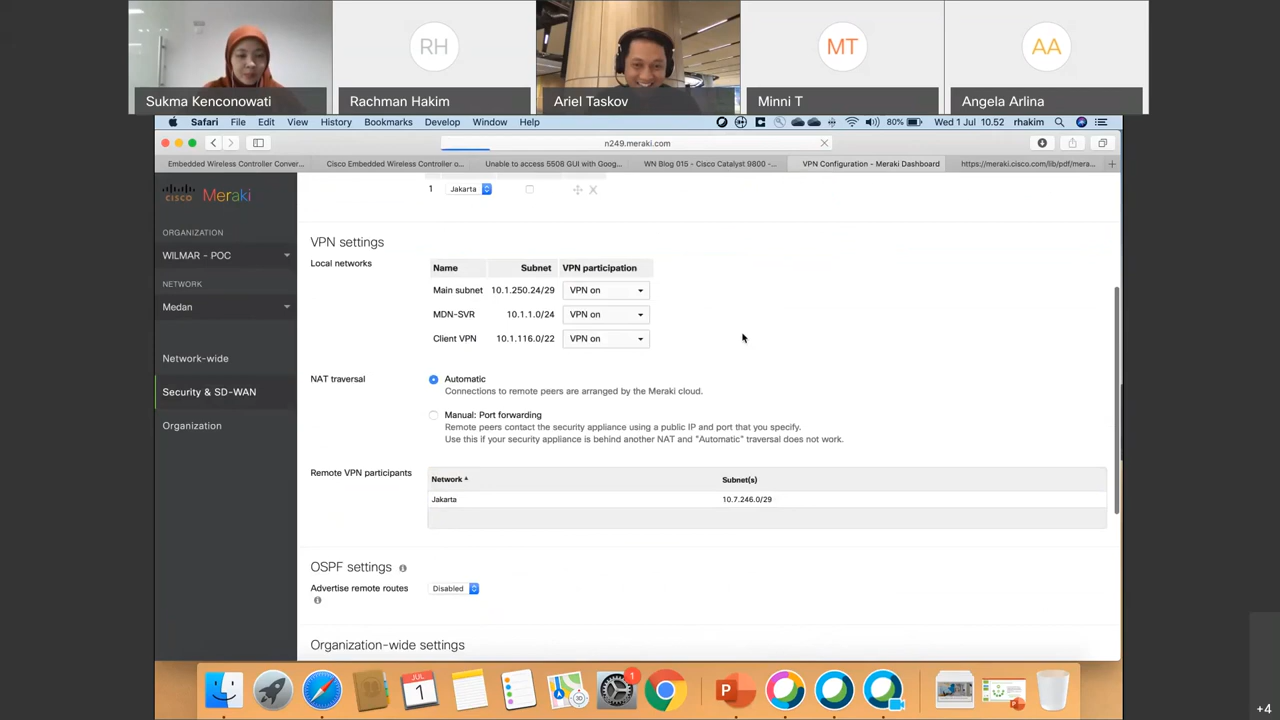 RH
MT
AA
Sukma Kenconowati
Rachman Hakim
Ariel Taskov
Minni T
Angela Arlina
Safari File Edit View History Bookmarks Develop Window Help
80% Wed 1 Jul 10.52 rhakim
n249.meraki.com
Embedded Wireless Controller Conver...
Cisco Embedded Wireless Controller o...
Unable to access 5508 GUI with Goog...
WN Blog 015 – Cisco Catalyst 9800 –...
VPN Configuration - Meraki Dashboard
https://meraki.cisco.com/lib/pdf/mera...
CISCO Meraki
ORGANIZATION
WILMAR - POC
NETWORK
Medan
Network-wide
Security & SD-WAN
Organization
1 Jakarta
VPN settings
Local networks
Name Subnet VPN participation
Main subnet 10.1.250.24/29 VPN on
MDN-SVR 10.1.1.0/24 VPN on
Client VPN 10.1.116.0/22 VPN on
NAT traversal
Automatic
Connections to remote peers are arranged by the Meraki cloud.
Manual: Port forwarding
Remote peers contact the security appliance using a public IP and port that you specify.
Use this if your security appliance is behind another NAT and "Automatic" traversal does not work.
Remote VPN participants
Network Subnet(s)
Jakarta 10.7.246.0/29
OSPF settings
Advertise remote routes Disabled
Organization-wide settings
JUL
1
1
+4